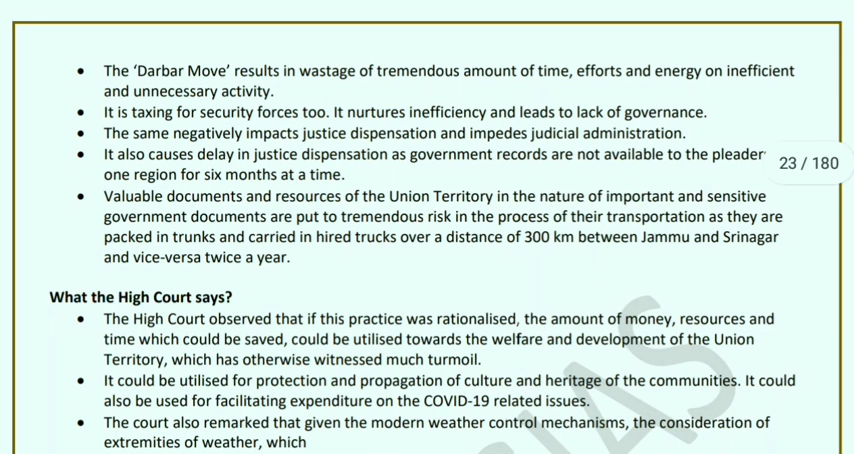 • The ‘Darbar Move’ results in wastage of tremendous amount of time, efforts and energy on inefficient
and unnecessary activity.
• It is taxing for security forces too. It nurtures inefficiency and leads to lack of governance.
• The same negatively impacts justice dispensation and impedes judicial administration.
• It also causes delay in justice dispensation as government records are not available to the pleader
23 / 180
one region for six months at a time.
• Valuable documents and resources of the Union Territory in the nature of important and sensitive
government documents are put to tremendous risk in the process of their transportation as they are
packed in trunks and carried in hired trucks over a distance of 300 km between Jammu and Srinagar
and vice-versa twice a year.
What the High Court says?
• The High Court observed that if this practice was rationalised, the amount of money, resources and
time which could be saved, could be utilised towards the welfare and development of the Union
Territory, which has otherwise witnessed much turmoil.
• It could be utilised for protection and propagation of culture and heritage of the communities. It could
also be used for facilitating expenditure on the COVID-19 related issues.
• The court also remarked that given the modern weather control mechanisms, the consideration of
extremities of weather, which
IAS